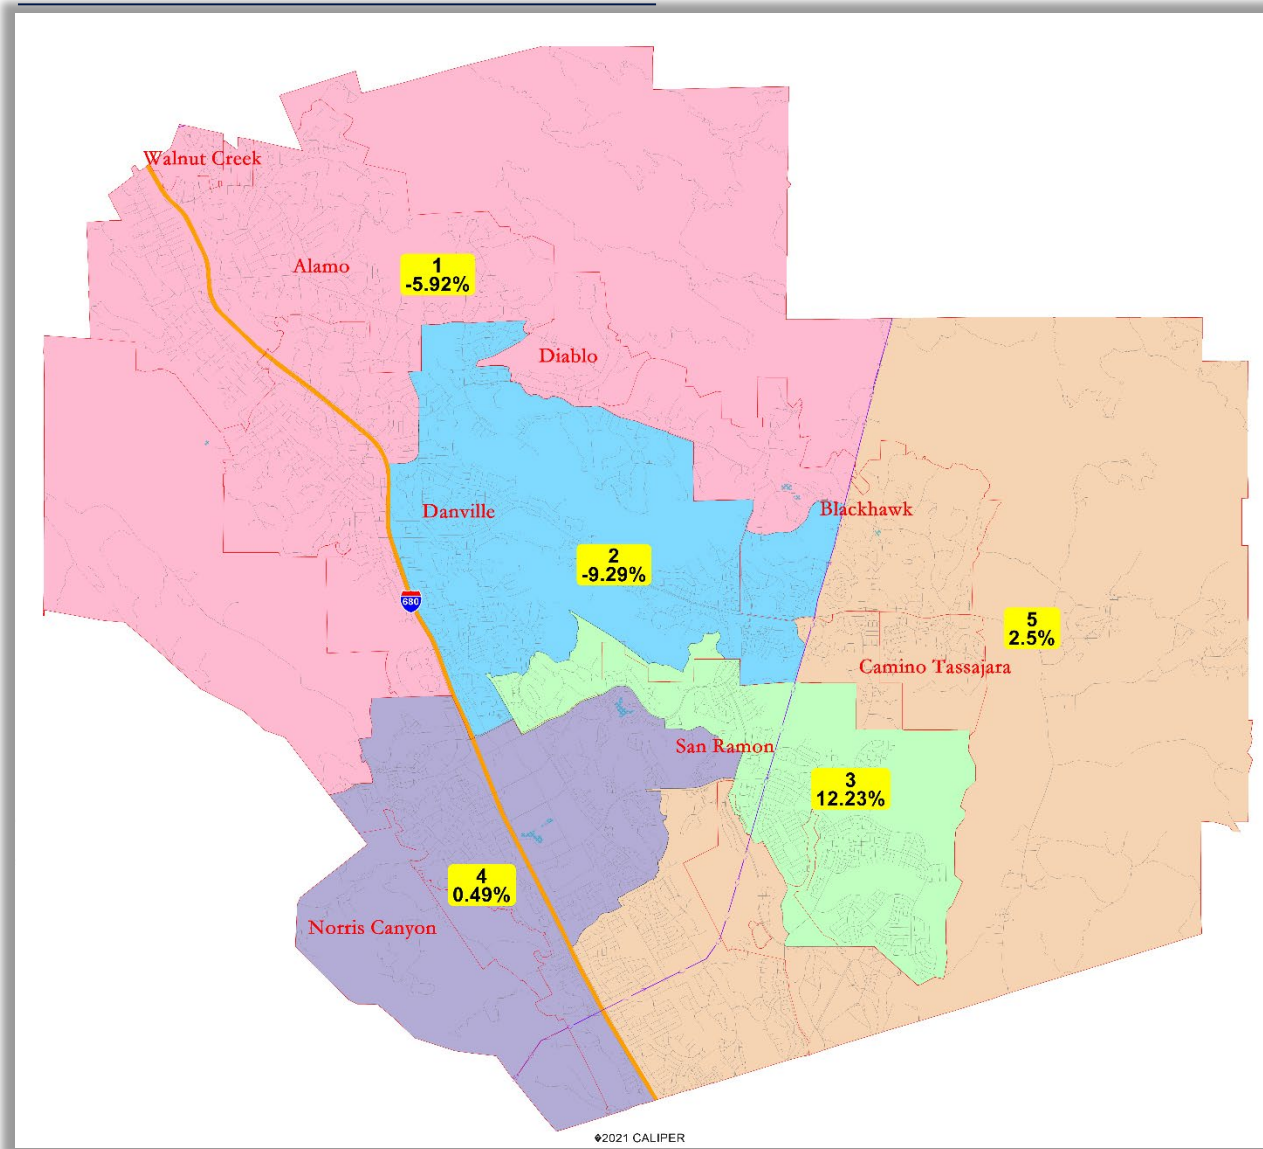 Walnut Creek
Alamo
1
-5.92%
Diablo
Danville
Blackhawk
2
-9.29%
680
5
2.5%
Camino Tassajara
San Ramon
3
12.23%
4
0.49%
Norris Canyon
�2021 CALIPER